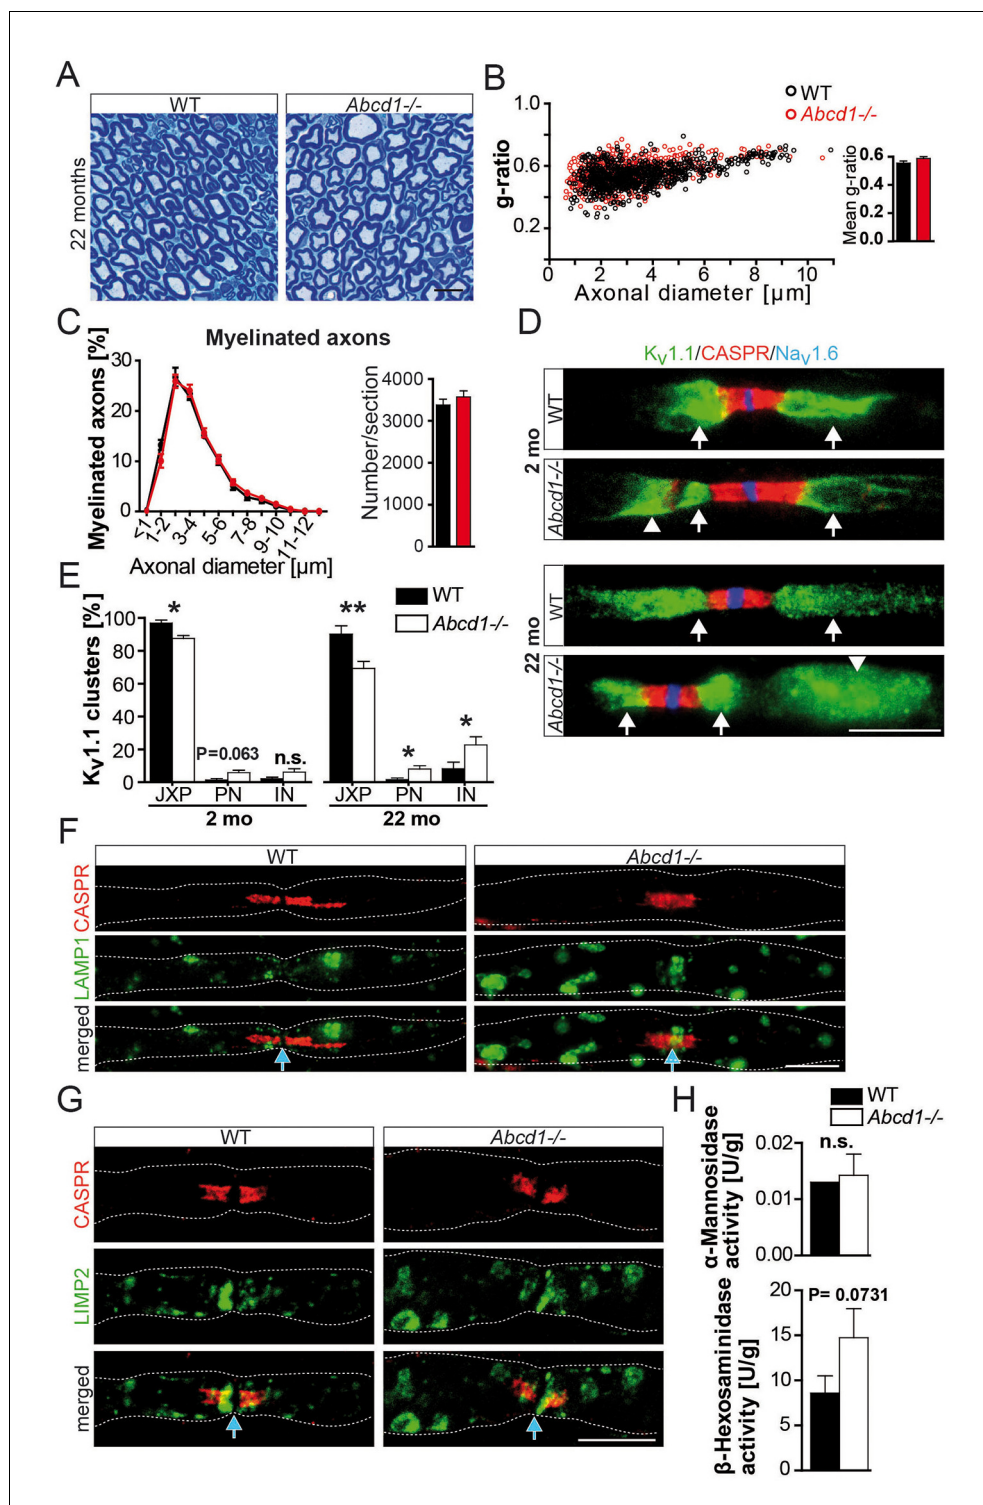 A
WT
Abcd1-/-
22 months
B
WT
Abcd1-/-
g-ratio
1.0
0.6
0.2
0
2
4
6
8
10
Axonal diameter [µm]
Mean g-ratio
0.6
0.4
0.2
0.0
C
Myelinated axons
Myelinated axons [%]
30
20
10
0
<1
1-2
3-4
5-6
7-8
9-10
11-12
Axonal diameter [µm]
Number/section
4000
3000
2000
1000
0
D
Kv1.1/CASPR/Nav1.6
2 mo
WT
Abcd1-/-
22 mo
WT
Abcd1-/-
E
WT
Abcd1-/-
Kv1.1 clusters [%]
100
80
60
40
20
0
*
P=0.063
n.s.
**
*
*
JXP PN IN
JXP PN IN
2 mo
22 mo
F
WT
Abcd1-/-
CASPR
LAMP1
merged
G
WT
Abcd1-/-
CASPR
LIMP2
merged
H
WT
Abcd1-/-
α-Mannosidase
activity [U/g]
0.02
0.01
0.00
n.s.
β-Hexosaminidase
activity [U/g]
20
15
10
5
0
P= 0.0731